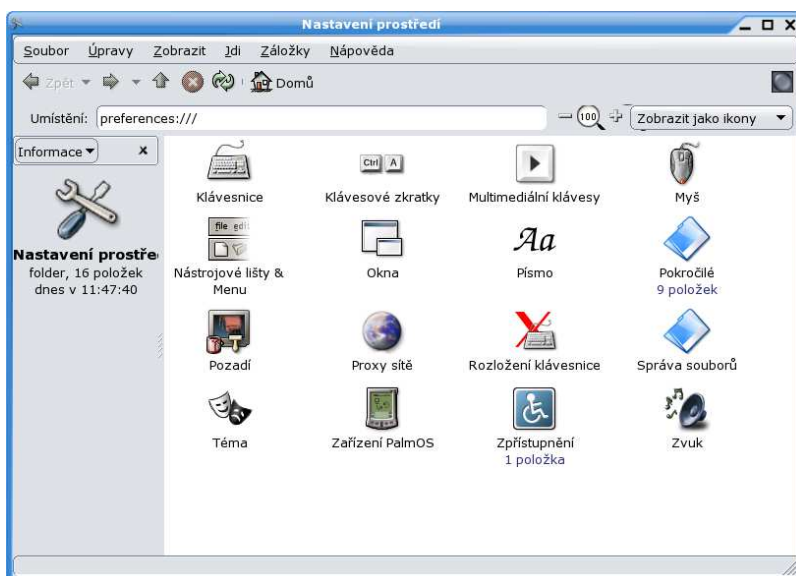 Nastavení prostředí
Soubor Úpravy Zobrazit Jdi Záložky Nápověda
Zpět Domů
Umístění: preferences:/// 100 Zobrazit jako ikony
Informace x
Nastavení prostře
folder, 16 položek
dnes v 11:47:40
Klávesnice
Ctrl A
Klávesové zkratky
Multimediální klávesy
Myš
file edi
Nástrojové lišty &
Menu
Okna
Aa
Písmo
Pokročilé
9 položek
Pozadí
Proxy sítě
Rozložení klávesnice
Správa souborů
Téma
Zařízení PalmOS
Zpřístupnění
1 položka
Zvuk